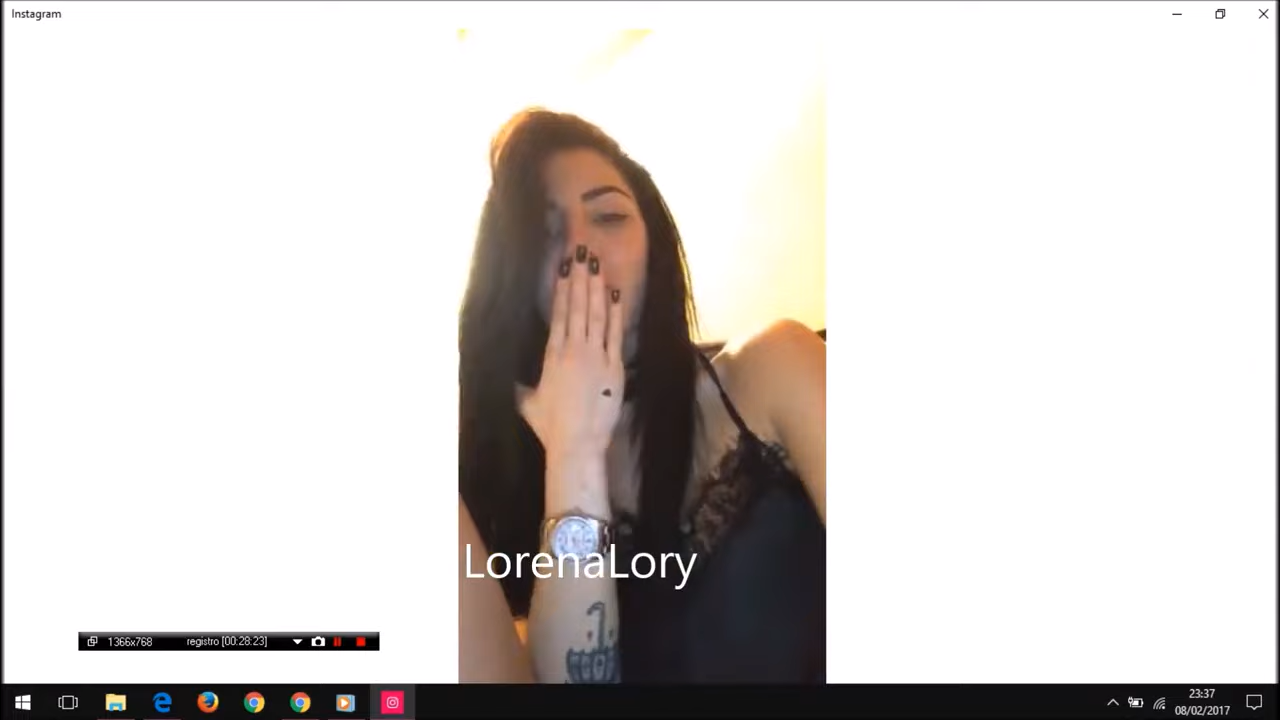 Instagram
LorenaLory
1366x768 registro [00:28:23]
23:37
08/02/2017